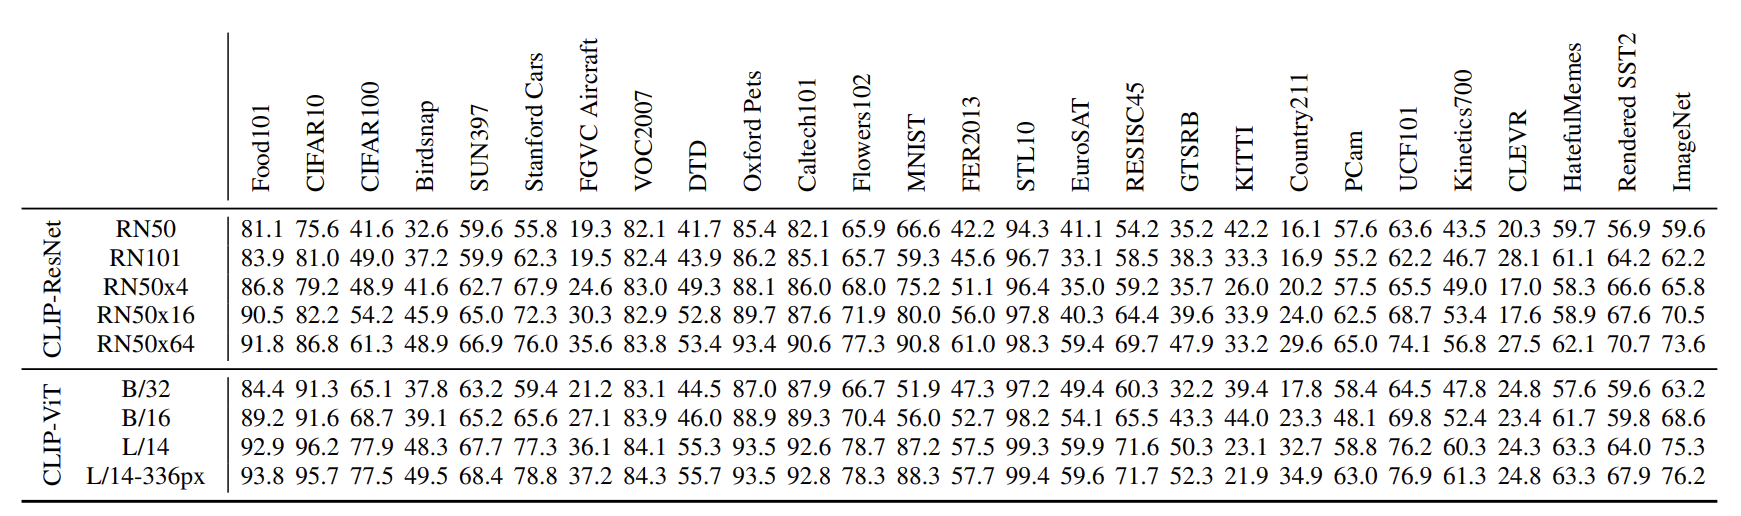 Food101 CIFAR10 CIFAR100 Birdsnap SUN397 Stanford Cars FGVC Aircraft VOC2007 DTD Oxford Pets Caltech101 Flowers102 MNIST FER2013 STL10 EuroSAT RESISC45 GTSRB KITTI Country211 PCam UCF101 Kinetics700 CLEVR HatefulMemes Rendered SST2 ImageNet
CLIP-ResNet
RN50 81.1 75.6 41.6 32.6 59.6 55.8 19.3 82.1 41.7 85.4 82.1 65.9 66.6 42.2 94.3 41.1 54.2 35.2 42.2 16.1 57.6 63.6 43.5 20.3 59.7 56.9 59.6
RN101 83.9 81.0 49.0 37.2 59.9 62.3 19.5 82.4 43.9 86.2 85.1 65.7 59.3 45.6 96.7 33.1 58.5 38.3 33.3 16.9 55.2 62.2 46.7 28.1 61.1 64.2 62.2
RN50x4 86.8 79.2 48.9 41.6 62.7 67.9 24.6 83.0 49.3 88.1 86.0 68.0 75.2 51.1 96.4 35.0 59.2 35.7 26.0 20.2 57.5 65.5 49.0 17.0 58.3 66.6 65.8
RN50x16 90.5 82.2 54.2 45.9 65.0 72.3 30.3 82.9 52.8 89.7 87.6 71.9 80.0 56.0 97.8 40.3 64.4 39.6 33.9 24.0 62.5 68.7 53.4 17.6 58.9 67.6 70.5
RN50x64 91.8 86.8 61.3 48.9 66.9 76.0 35.6 83.8 53.4 93.4 90.6 77.3 90.8 61.0 98.3 59.4 69.7 47.9 33.2 29.6 65.0 74.1 56.8 27.5 62.1 70.7 73.6
CLIP-ViT
B/32 84.4 91.3 65.1 37.8 63.2 59.4 21.2 83.1 44.5 87.0 87.9 66.7 51.9 47.3 97.2 49.4 60.3 32.2 39.4 17.8 58.4 64.5 47.8 24.8 57.6 59.6 63.2
B/16 89.2 91.6 68.7 39.1 65.2 65.6 27.1 83.9 46.0 88.9 89.3 70.4 56.0 52.7 98.2 54.1 65.5 43.3 44.0 23.3 48.1 69.8 52.4 23.4 61.7 59.8 68.6
L/14 92.9 96.2 77.9 48.3 67.7 77.3 36.1 84.1 55.3 93.5 92.6 78.7 87.2 57.5 99.3 59.9 71.6 50.3 23.1 32.7 58.8 76.2 60.3 24.3 63.3 64.0 75.3
L/14-336px 93.8 95.7 77.5 49.5 68.4 78.8 37.2 84.3 55.7 93.5 92.8 78.3 88.3 57.7 99.4 59.6 71.7 52.3 21.9 34.9 63.0 76.9 61.3 24.8 63.3 67.9 76.2